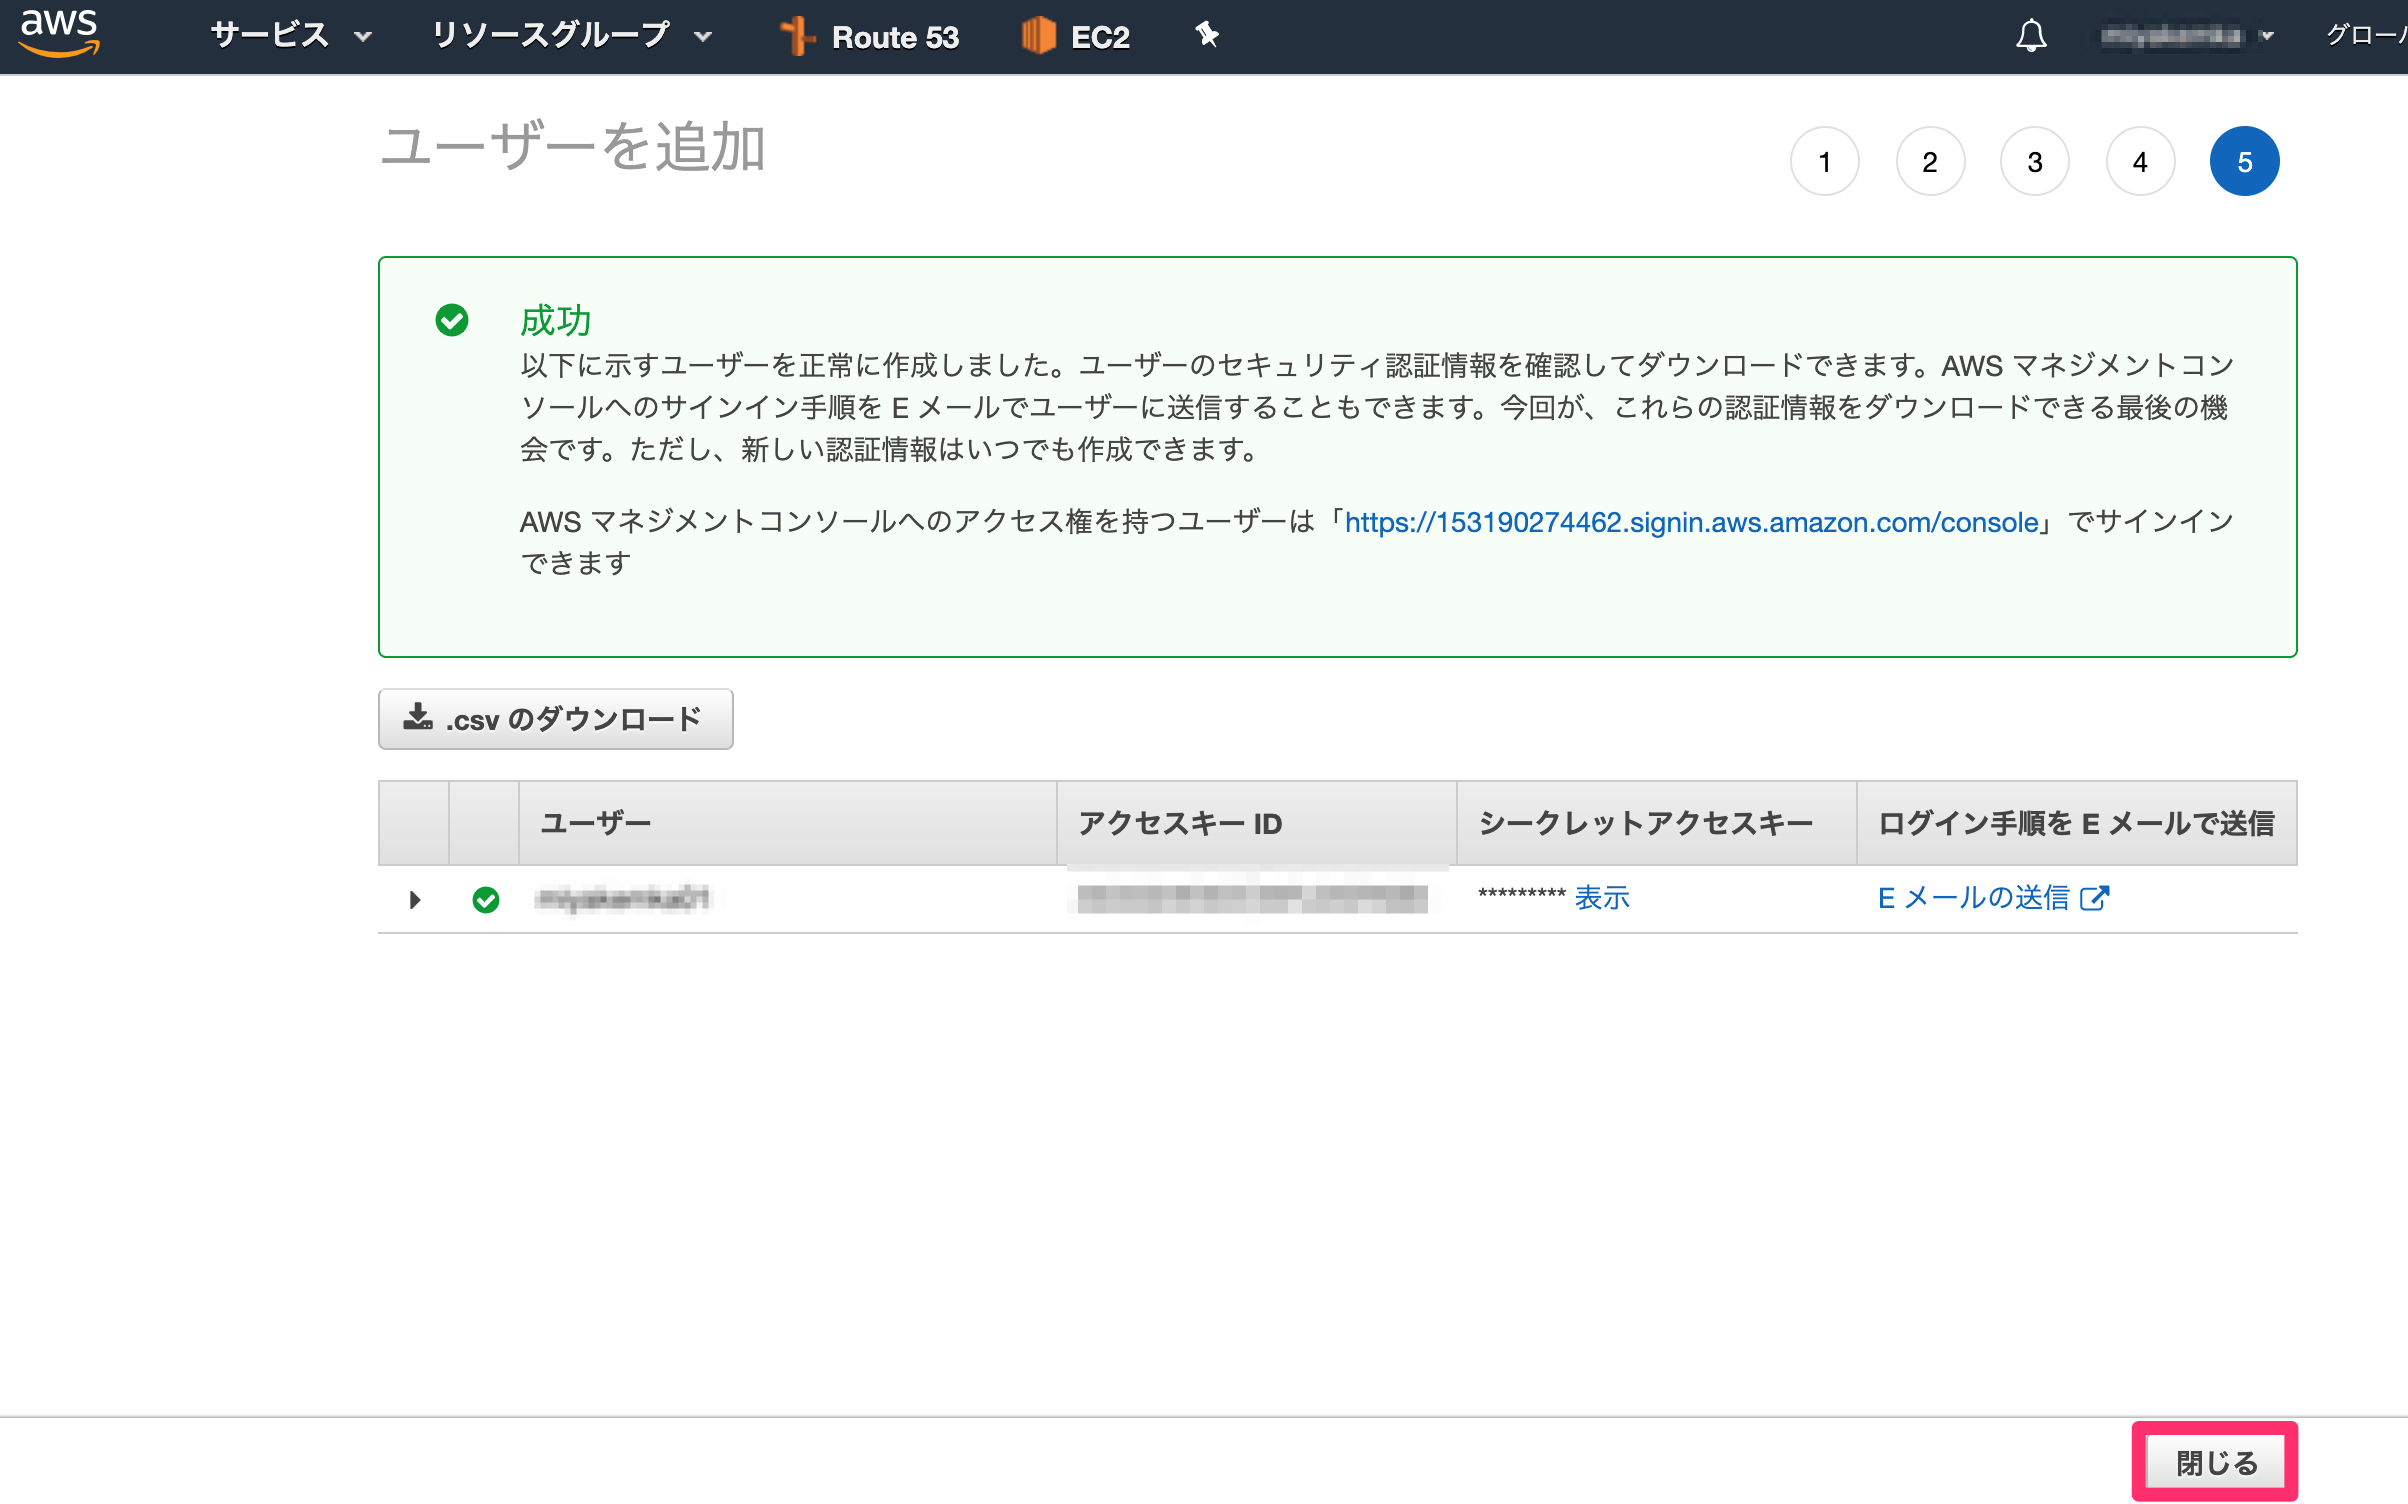 aws サービス リソースグループ Route 53 EC2 グロー
ユーザーを追加
1 2 3 4 5
成功
以下に示すユーザーを正常に作成しました。ユーザーのセキュリティ認証情報を確認してダウンロードできます。AWS マネジメントコン
ソールへのサインイン手順を E メールでユーザーに送信することもできます。今回が、これらの認証情報をダウンロードできる最後の機
会です。ただし、新しい認証情報はいつでも作成できます。
AWS マネジメントコンソールへのアクセス権を持つユーザーは「https://153190274462.signin.aws.amazon.com/console」でサインイン
できます
.csv のダウンロード
ユーザー アクセスキー ID シークレットアクセスキー ログイン手順を E メールで送信
********* 表示 E メールの送信
閉じる